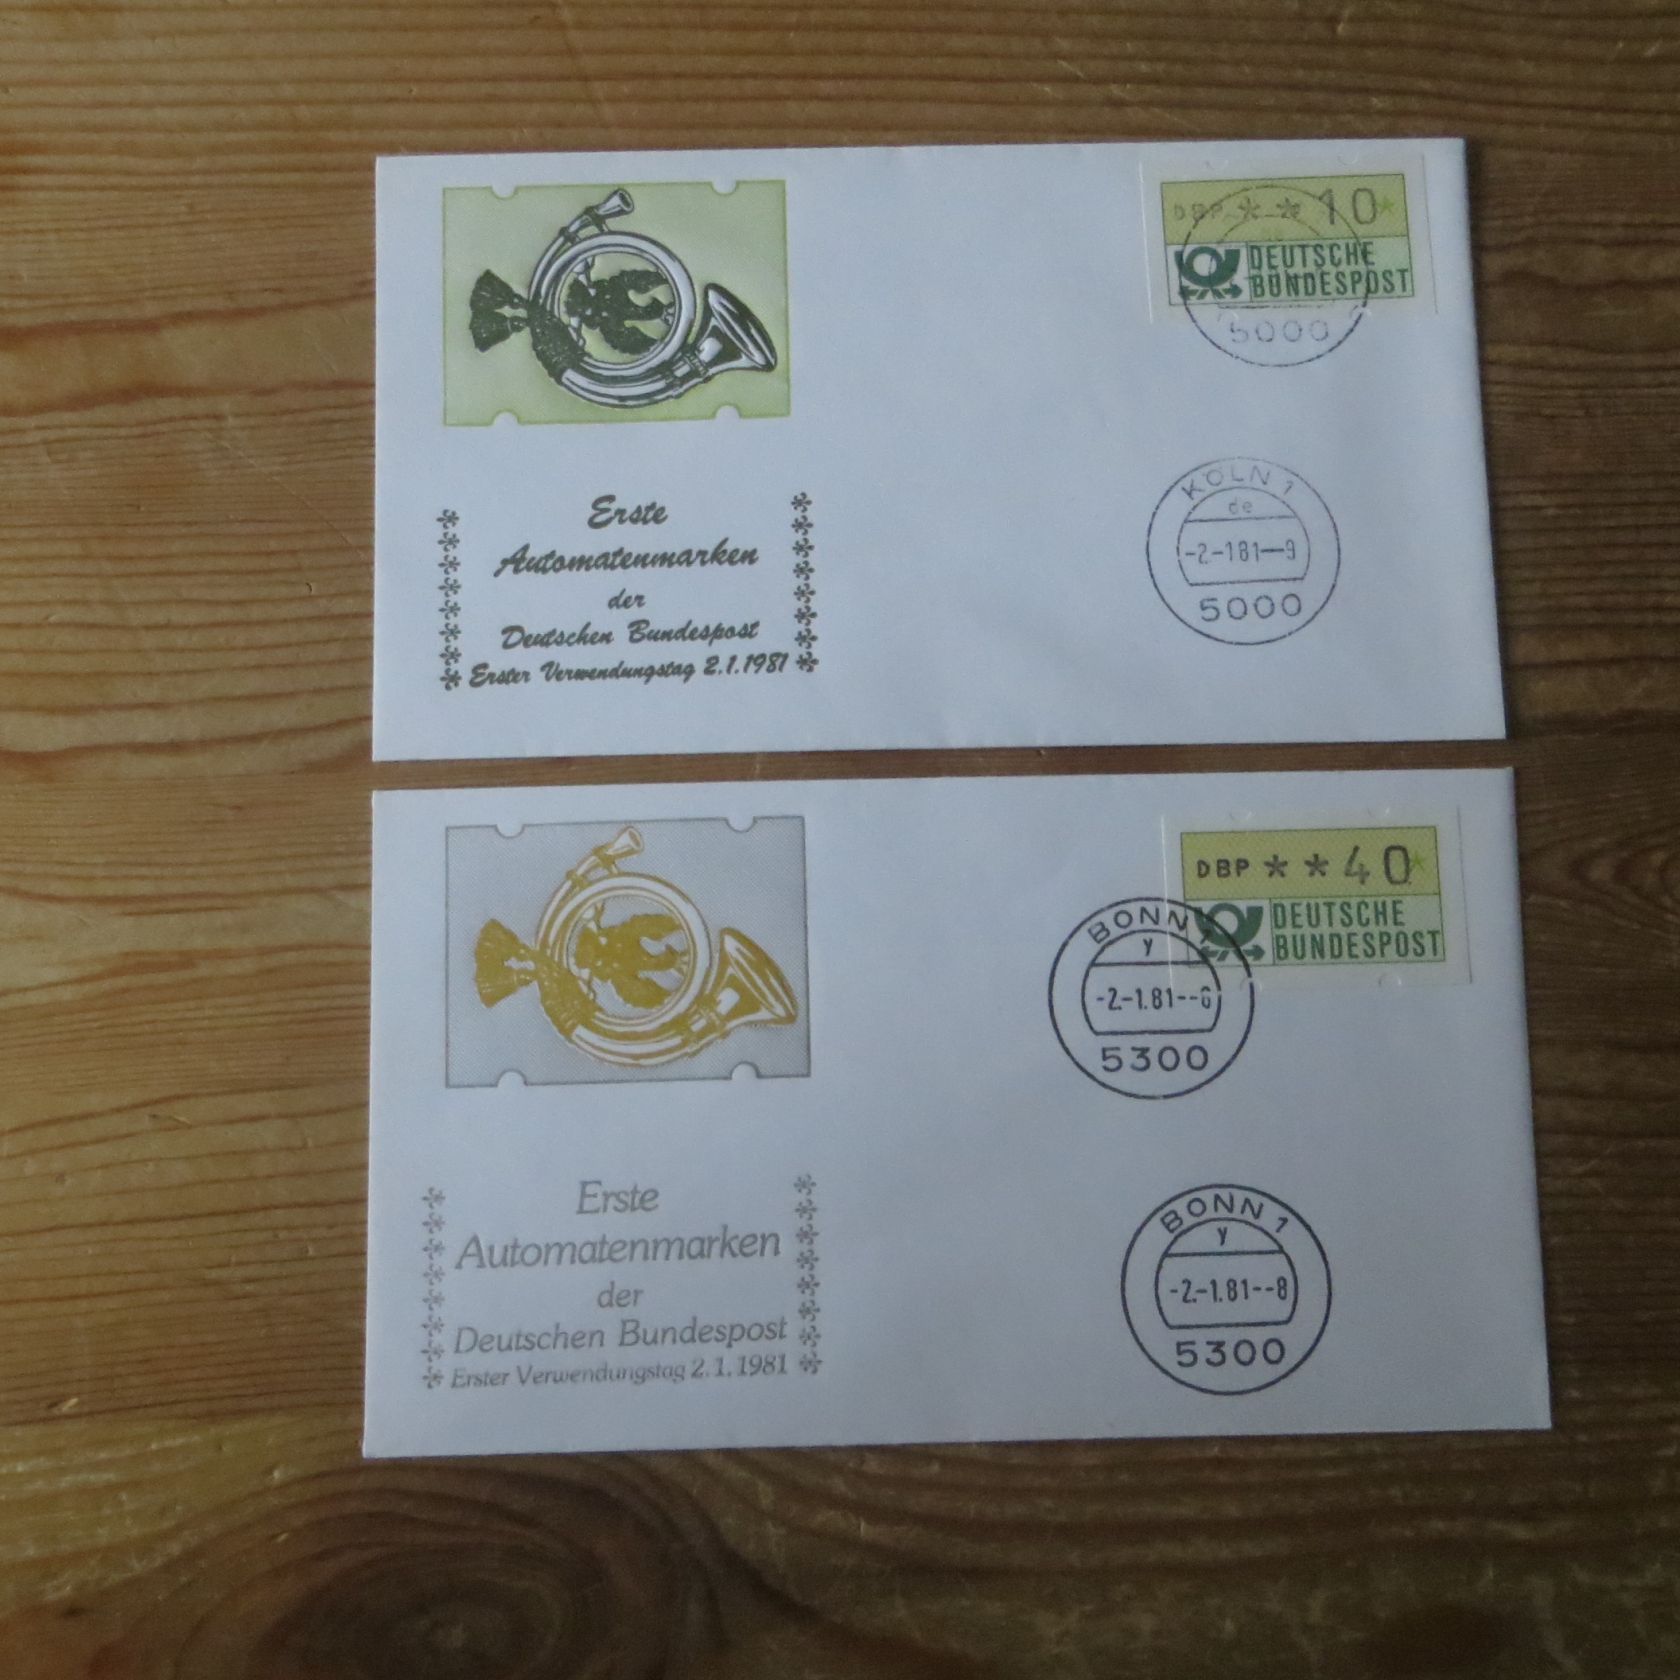 DBP * * 10
DEUTSCHE
BUNDESPOST
5000
KÖLN 1
de
-2.-181--9
5000
Erste
Automatenmarken
der
Deutschen Bundespost
Erster Verwendungstag 2.1.1981
DBP * * 40
DEUTSCHE
BUNDESPOST
BONN 1
y
-2.-1.81--6
5300
BONN 1
y
-2.-1.81--8
5300
Erste
Automatenmarken
der
Deutschen Bundespost
Erster Verwendungstag 2.1.1981